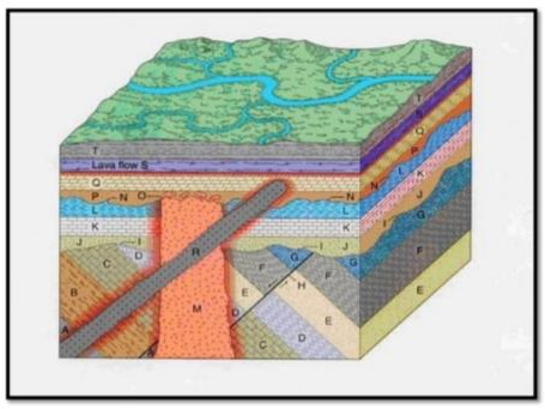 T
Lava flow S
Q
P N O N
L L
K K
J I I J
T
S
Q
P
N
L
K
J
I
G
F
E
C D
B
A
R
M
G F H G F
E
D
C
D
E
A